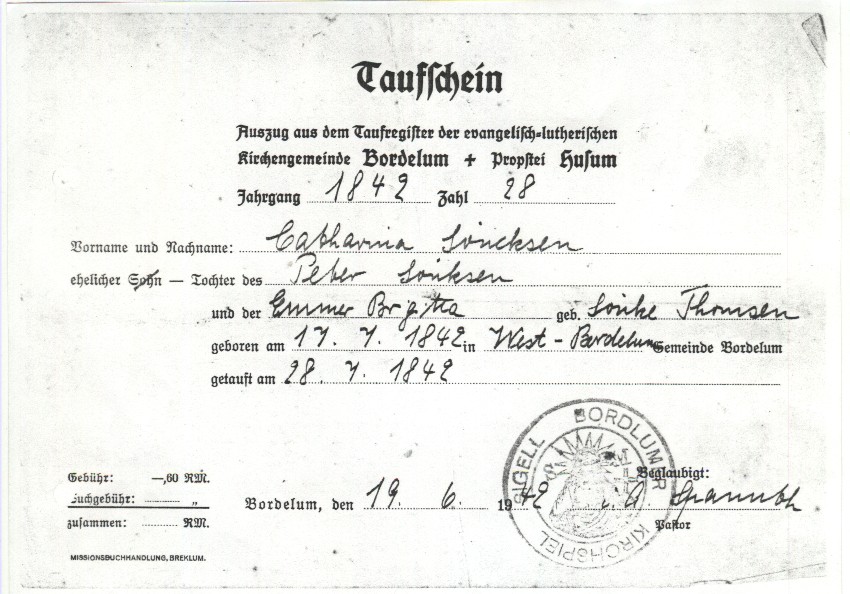 Taufschein
Auszug aus dem Taufregister der evangelisch-lutherischen
Kirchengemeinde Bordelum + Propstei Husum
Jahrgang 1842 Zahl 28
Vorname und Nachname: Catharina Söncksen
ehelicher Sohn — Tochter des Peter Sönksen
und der Emmer Brigitta geb. Sönke Thomsen
geboren am 17. 7. 1842 in West-Bordelum Gemeinde Bordelum
getauft am 28. 7. 1842
Gebühr: —,60 RM.
Suchgebühr: „
zusammen: RM.
Bordelum, den 19. 6. 1942
SIGELL BORDLUMER KIRCHSPIEL
Beglaubigt:
Pastor
MISSIONSBUCHHANDLUNG, BREKLUM.